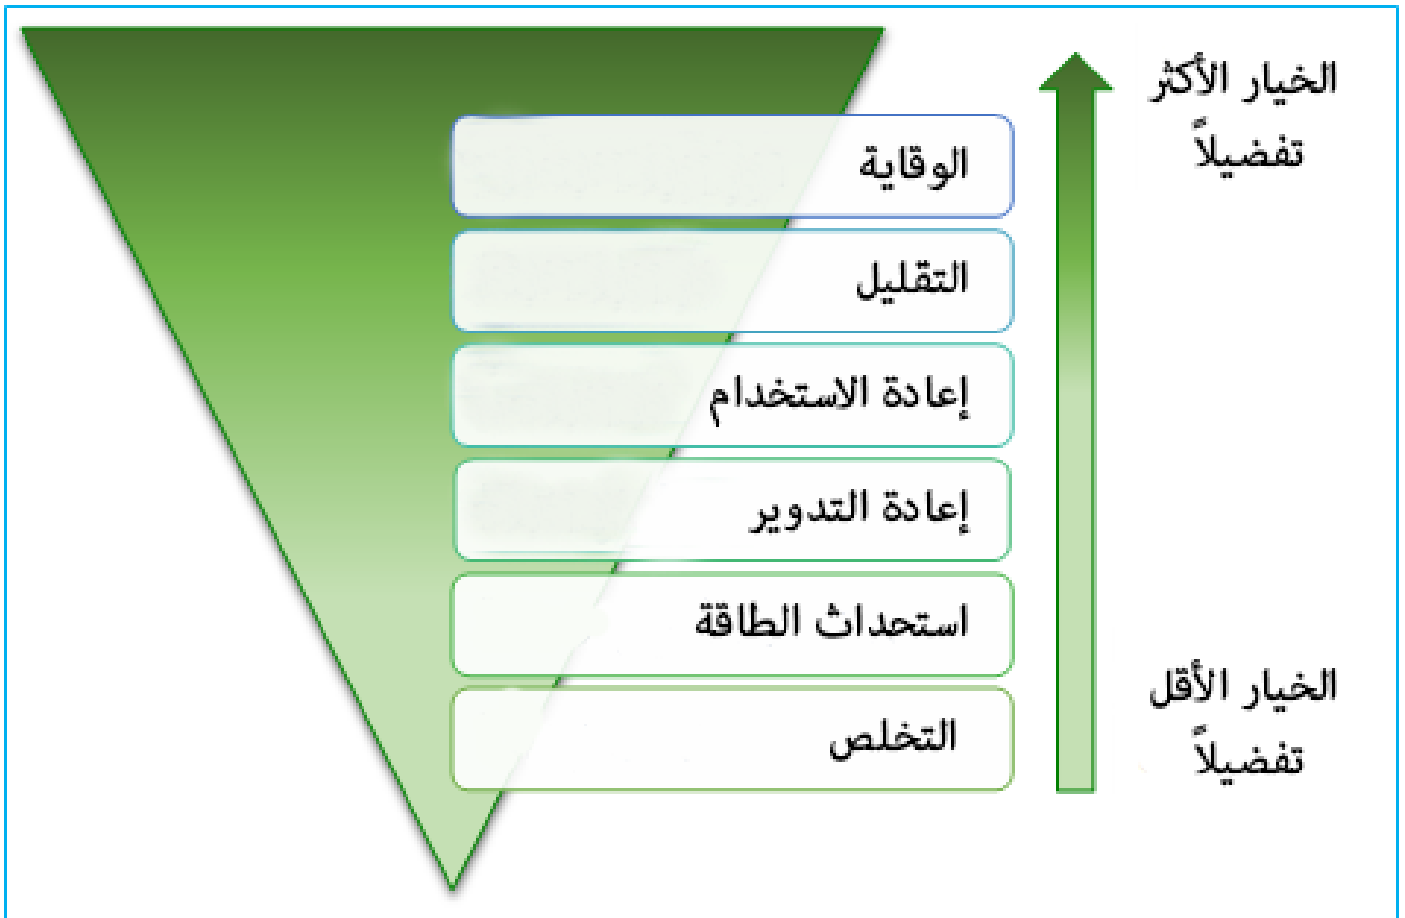 الخيار الأكثر
تفضيلاً
الوقاية
التقليل
إعادة الاستخدام
إعادة التدوير
استحداث الطاقة
التخلص
الخيار الأقل
تفضيلاً